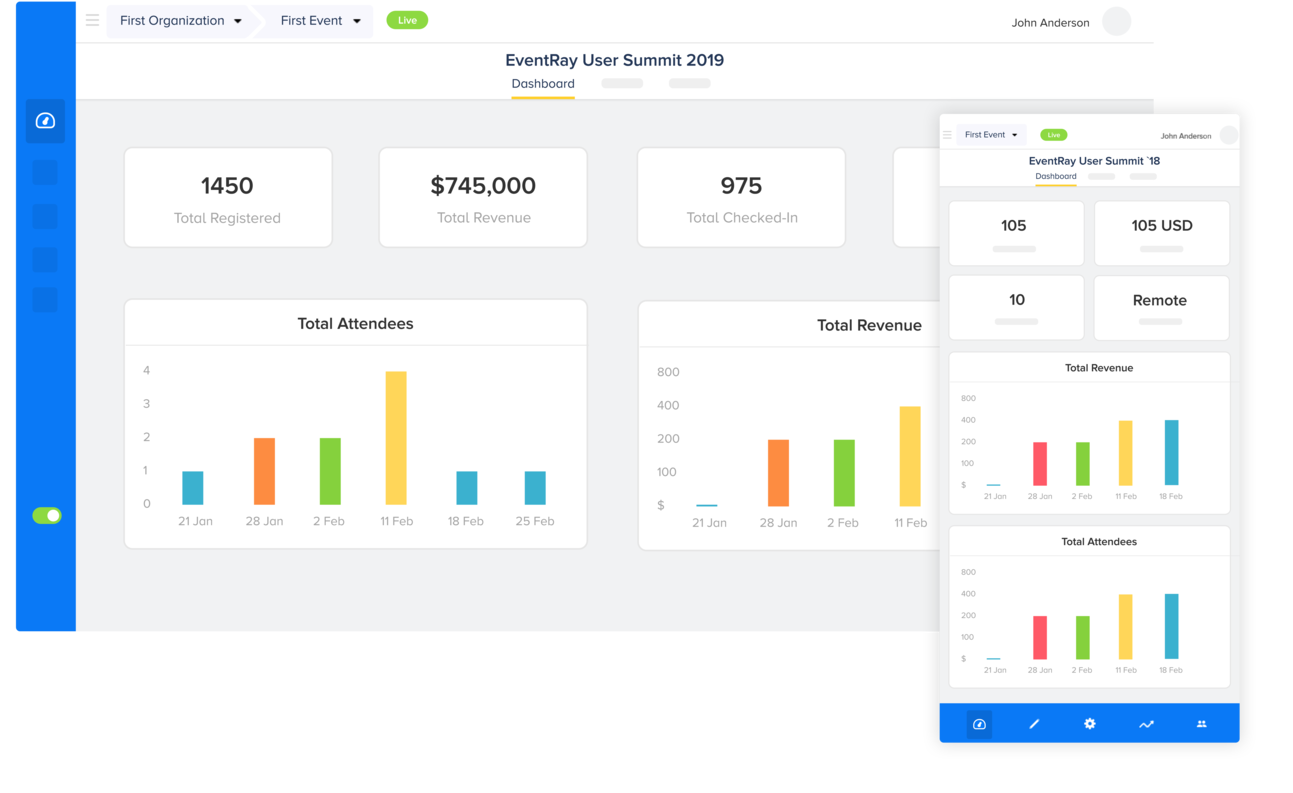 First Organization
First Event
Live
John Anderson
EventRay User Summit 2019
Dashboard
1450
Total Registered
$745,000
Total Revenue
975
Total Checked-In
Total Attendees
4
3
2
1
0
21 Jan 28 Jan 2 Feb 11 Feb 18 Feb 25 Feb
Total Revenue
800
400
200
100
$
21 Jan 28 Jan 2 Feb 11 Feb
First Event
Live
John Anderson
EventRay User Summit `18
Dashboard
105
105 USD
10
Remote
Total Revenue
800
400
200
100
$
21 Jan 28 Jan 2 Feb 11 Feb 18 Feb
Total Attendees
800
400
200
100
$
21 Jan 28 Jan 2 Feb 11 Feb 18 Feb